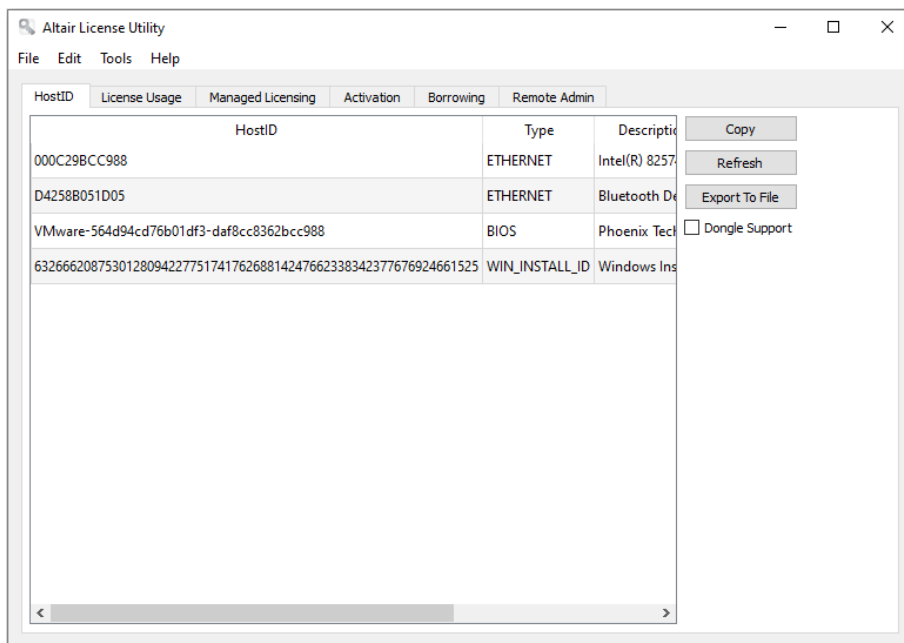 Altair License Utility
File Edit Tools Help
HostID License Usage Managed Licensing Activation Borrowing Remote Admin
HostID Type Descriptic
000C29BCC988 ETHERNET Intel(R) 82574
D4258B051D05 ETHERNET Bluetooth De
VMware-564d94cd76b01df3-daf8cc8362bcc988 BIOS Phoenix Tech
632666208753012809422775174176268814247662338342377676924661525 WIN_INSTALL_ID Windows Ins
Copy
Refresh
Export To File
Dongle Support